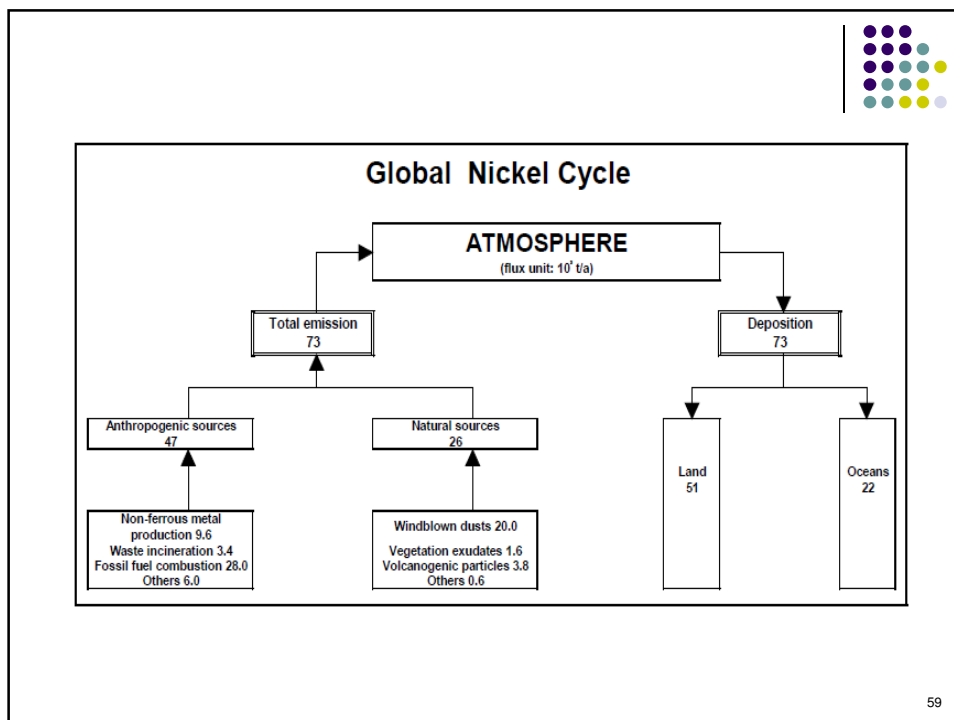 Global Nickel Cycle
ATMOSPHERE
(flux unit: 10³ t/a)
Total emission
73
Deposition
73
Anthropogenic sources
47
Natural sources
26
Land
51
Oceans
22
Non-ferrous metal
production 9.6
Waste incineration 3.4
Fossil fuel combustion 28.0
Others 6.0
Windblown dusts 20.0
Vegetation exudates 1.6
Volcanogenic particles 3.8
Others 0.6
59